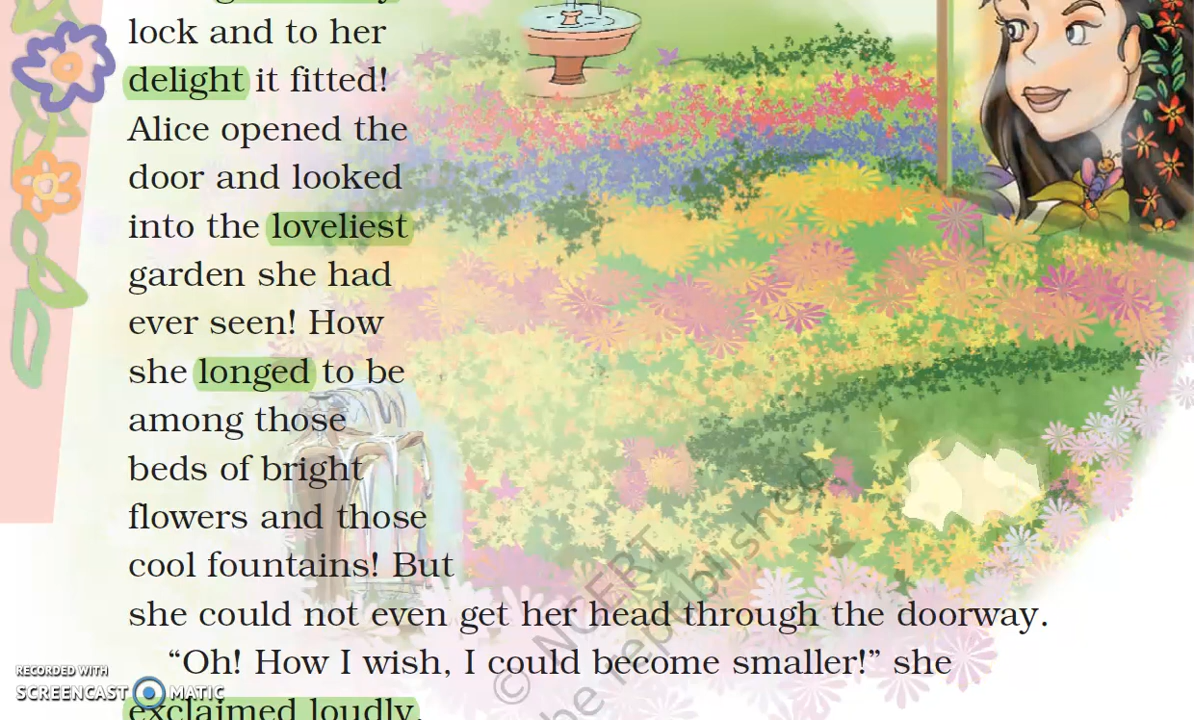 lock and to her
delight it fitted!
Alice opened the
door and looked
into the loveliest
garden she had
ever seen! How
she longed to be
among those
beds of bright
flowers and those
cool fountains! But
she could not even get her head through the doorway.
“Oh! How I wish, I could become smaller!” she
exclaimed loudly.
© NCERT
be republished
RECORDED WITH
SCREENCAST MATIC